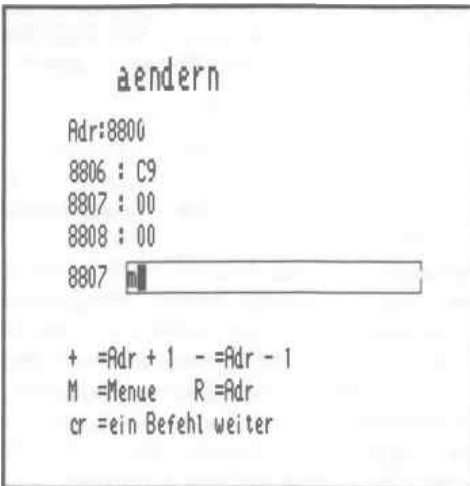 aendern
Adr:8800
8806 : C9
8807 : 00
8808 : 00
8807 m
+ =Adr + 1 - =Adr - 1
M =Menue R =Adr
cr =ein Befehl weiter